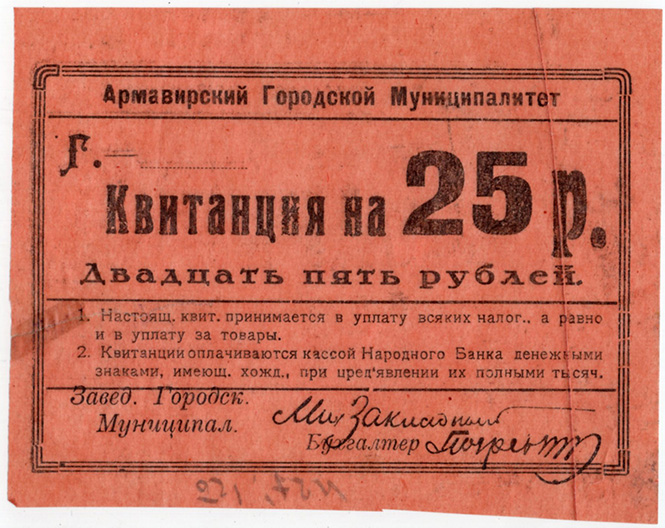 Армавирский Городской Муниципалитет
Г.—
Квитанция на 25 р.
Двадцать пять рублей.
1. Настоящ. квит. принимается в уплату всяких налог., а равно
и в уплату за товары.
2. Квитанции оплачиваются кассой Народного Банка денежными
знаками, имеющ. хожд., при пред'явлении их полными тысяч.
Завед. Городск.
Муниципал.
Бухгалтер